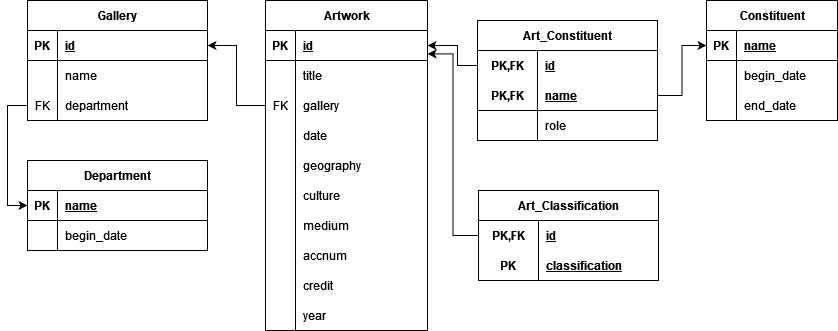 Gallery
PK id
name
FK department
Department
PK name
begin_date
Artwork
PK id
title
FK gallery
date
geography
culture
medium
accnum
credit
year
Art_Constituent
PK,FK id
PK,FK name
role
Art_Classification
PK,FK id
PK classification
Constituent
PK name
begin_date
end_date